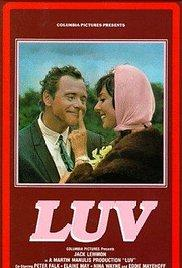 COLUMBIA PICTURES PRESENTS
LUV
COLUMBIA PICTURES Presents
JACK LEMMON
in A MARTIN MANULIS PRODUCTION "LUV"
Co-starring PETER FALK • ELAINE MAY • NINA WAYNE and EDDIE MAYEHOFF